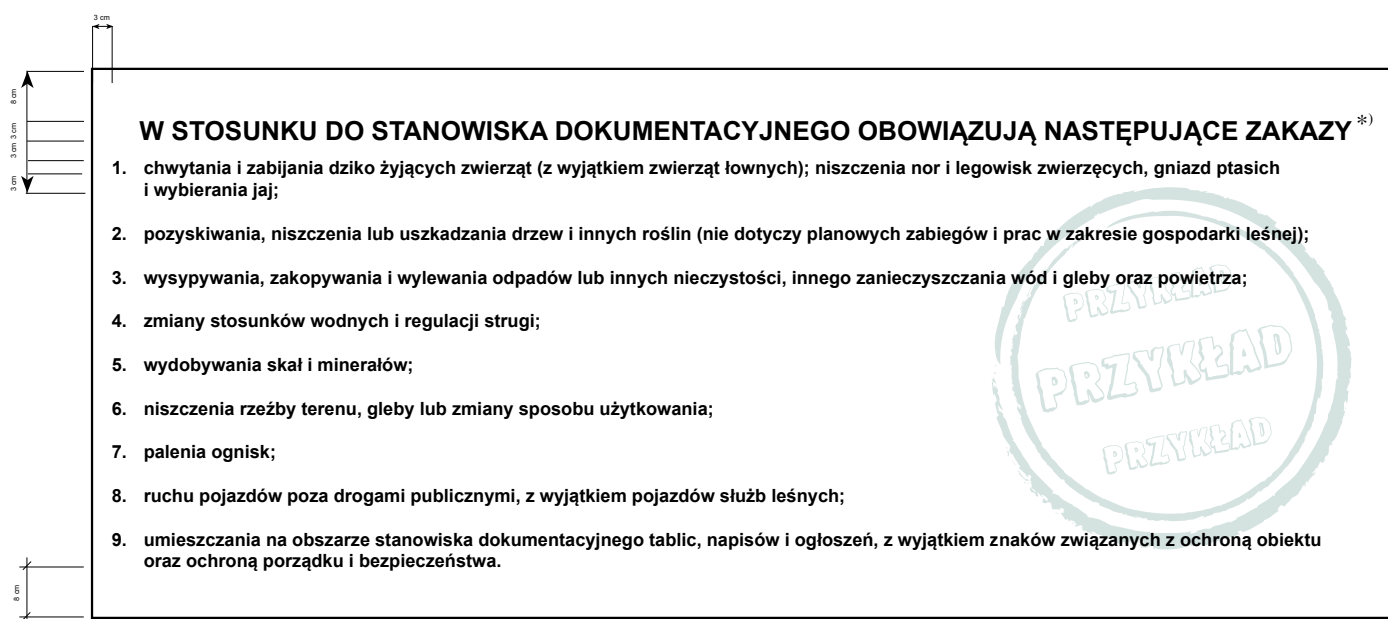 3 cm
8 cm
3 cm
3 cm
3 cm
W STOSUNKU DO STANOWISKA DOKUMENTACYJNEGO OBOWIĄZUJĄ NASTĘPUJĄCE ZAKAZY *)
1. chwytania i zabijania dziko żyjących zwierząt (z wyjątkiem zwierząt łownych); niszczenia nor i legowisk zwierzęcych, gniazd ptasich
i wybierania jaj;
2. pozyskiwania, niszczenia lub uszkadzania drzew i innych roślin (nie dotyczy planowych zabiegów i prac w zakresie gospodarki leśnej);
3. wysypywania, zakopywania i wylewania odpadów lub innych nieczystości, innego zanieczyszczania wód i gleby oraz powietrza;
PRZYKŁAD
4. zmiany stosunków wodnych i regulacji strugi;
PRZYKŁAD
5. wydobywania skał i minerałów;
6. niszczenia rzeźby terenu, gleby lub zmiany sposobu użytkowania;
PRZYKŁAD
7. palenia ognisk;
8. ruchu pojazdów poza drogami publicznymi, z wyjątkiem pojazdów służb leśnych;
9. umieszczania na obszarze stanowiska dokumentacyjnego tablic, napisów i ogłoszeń, z wyjątkiem znaków związanych z ochroną obiektu
oraz ochroną porządku i bezpieczeństwa.
8 cm